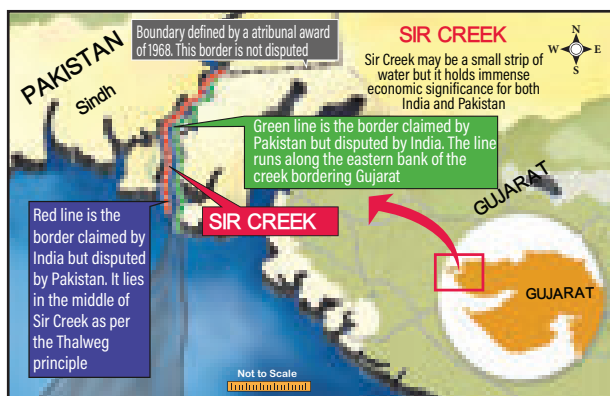 Boundary defined by a atribunal award
of 1968. This border is not disputed
SIR CREEK
Sir Creek may be a small strip of
water but it holds immense
economic significance for both
India and Pakistan
N
W E
S
PAKISTAN
Sindh
Green line is the border claimed by
Pakistan but disputed by India. The line
runs along the eastern bank of the
creek bordering Gujarat
SIR CREEK
GUJARAT
Red line is the
border claimed by
India but disputed
by Pakistan. It lies
in the middle of
Sir Creek as per
the Thalweg
principle
GUJARAT
Not to Scale